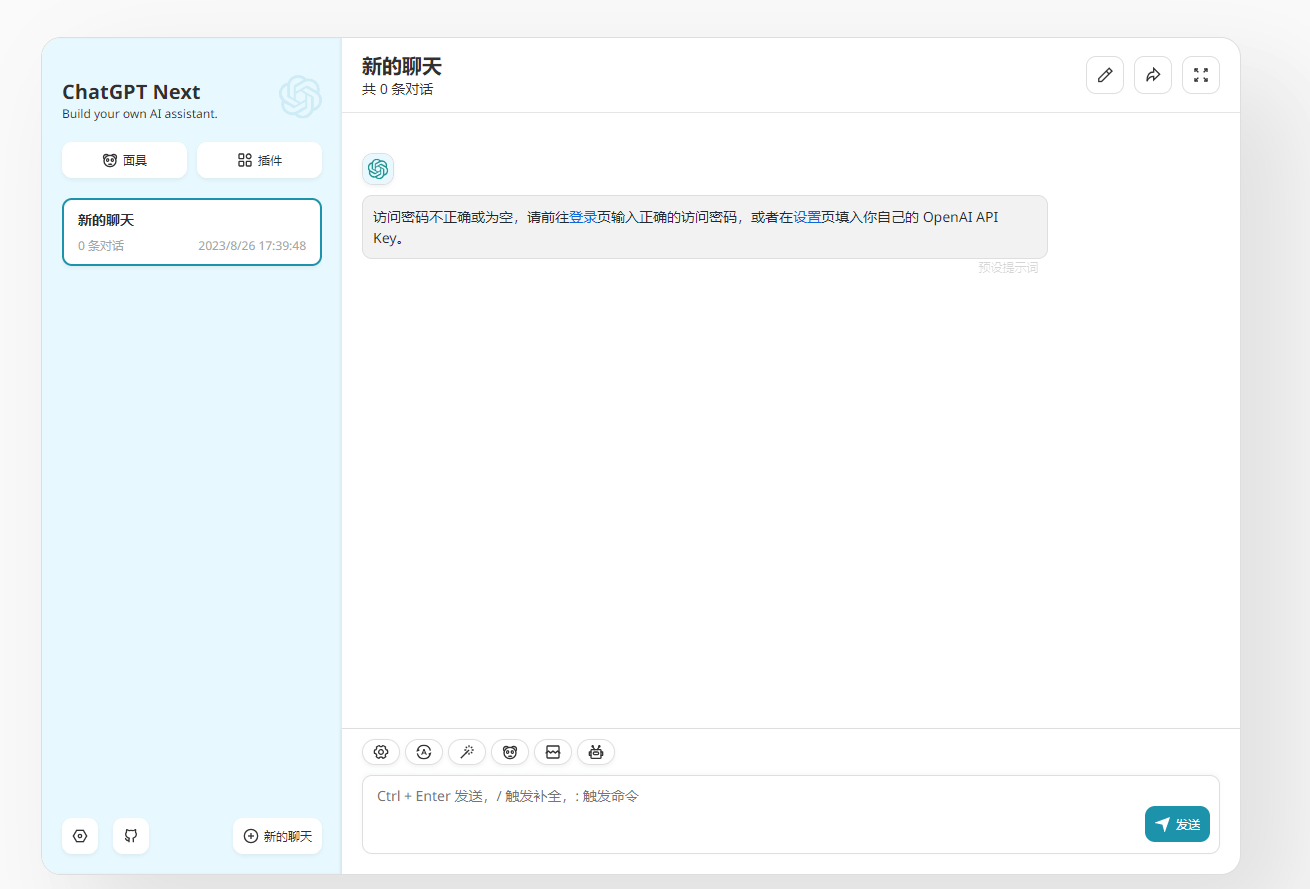 ChatGPT Next
Build your own AI assistant.
面具
插件
新的聊天
0 条对话
2023/8/26 17:39:48
新的聊天
新的聊天
共 0 条对话
访问密码不正确或为空，请前往登录页输入正确的访问密码，或者在设置页填入你自己的 OpenAI API
Key。
预设提示词
Ctrl + Enter 发送，/ 触发补全，: 触发命令
发送